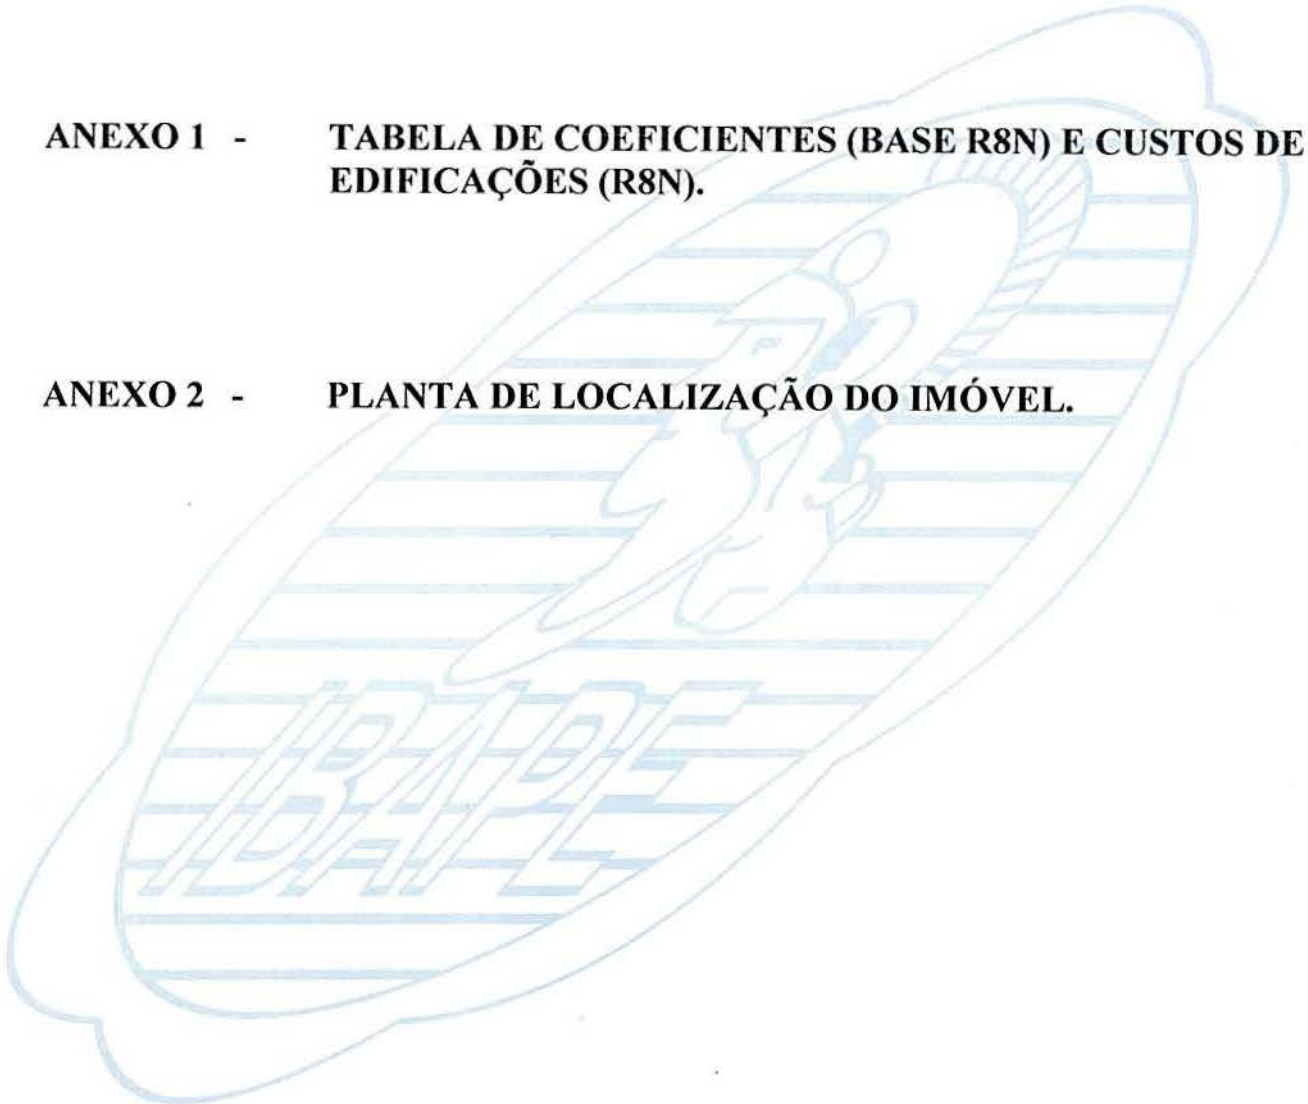 ANEXO 1 - TABELA DE COEFICIENTES (BASE R8N) E CUSTOS DE
EDIFICAÇÕES (R8N).
ANEXO 2 - PLANTA DE LOCALIZAÇÃO DO IMÓVEL.
IBAPE